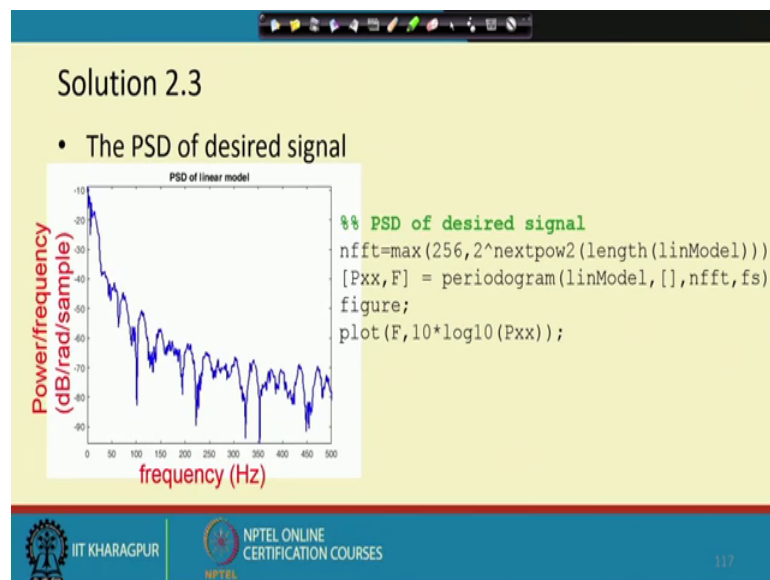 Solution 2.3
• The PSD of desired signal
PSD of linear model
-10
-20
-30
-40
-50
-60
-70
-80
-90
0 50 100 150 200 250 300 350 400 450 500
Power/frequency
(dB/rad/sample)
frequency (Hz)
%% PSD of desired signal
nfft=max(256,2^nextpow2(length(linModel)))
[Pxx,F] = periodogram(linModel,[],nfft,fs)
figure;
plot(F,10*log10(Pxx));
IIT KHARAGPUR
NPTEL
NPTEL ONLINE
CERTIFICATION COURSES
117